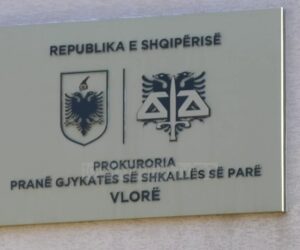 REPUBLIKA E SHQIPËRISË
PROKURORIA
PRANË GJYKATËS SË SHKALLËS SË PARË
VLORË